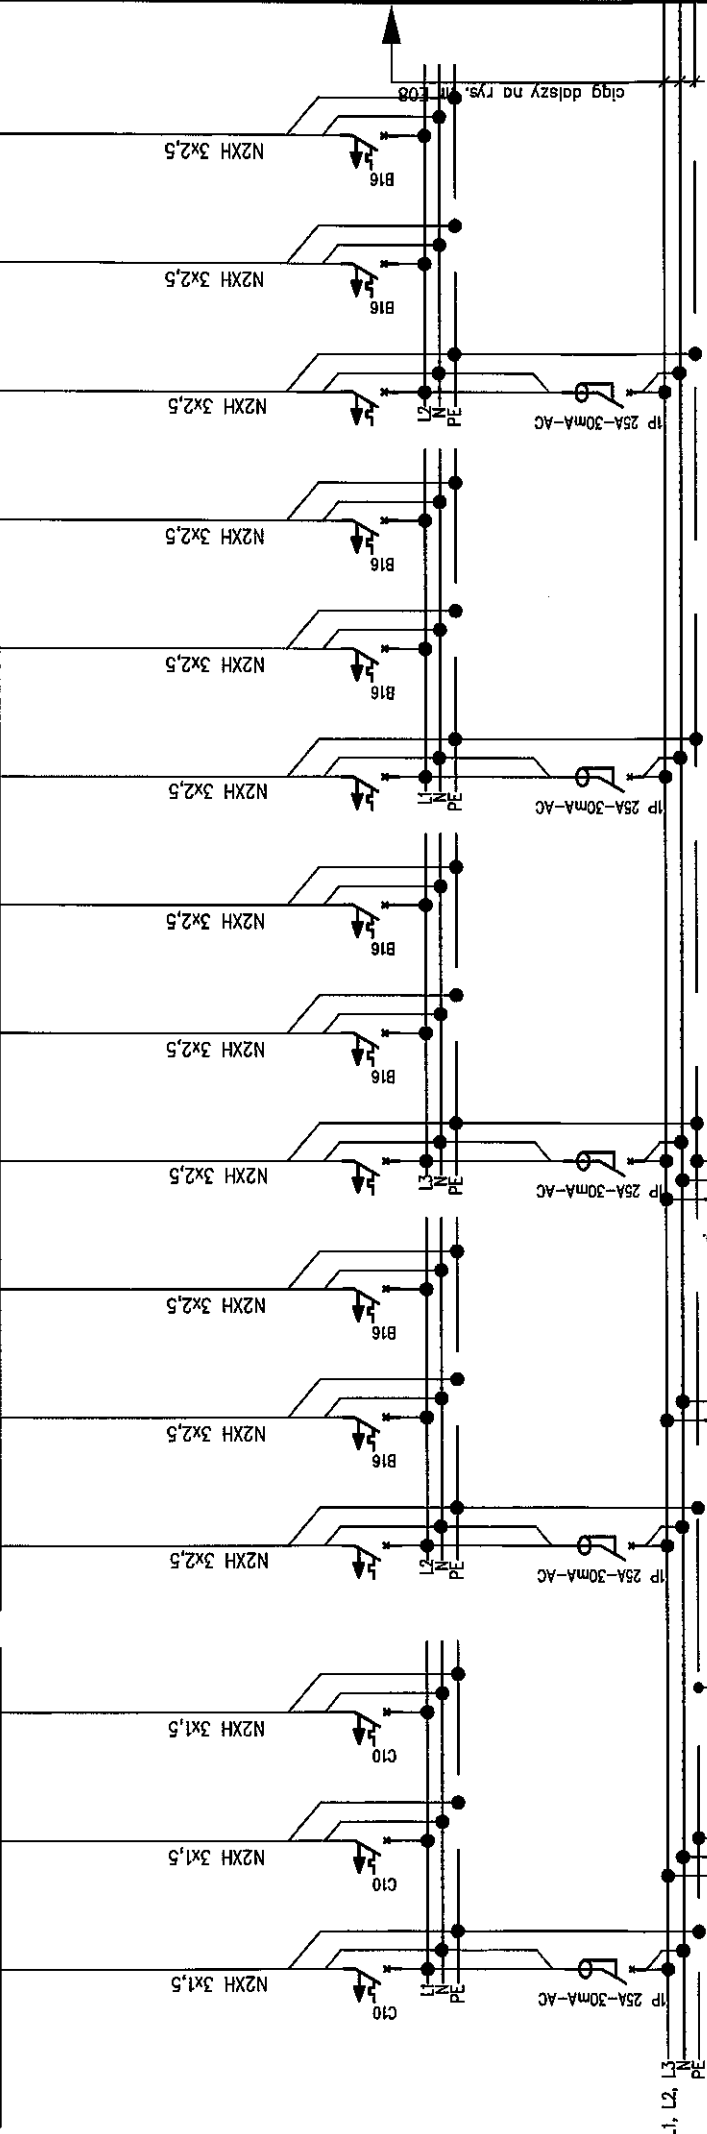 ciąg dalszy na rys. nr E08
N2XH 3x2,5
B16
N2XH 3x2,5
B16
N2XH 3x2,5
L2
N
PE
1P 25A-30mA-AC
N2XH 3x2,5
B16
N2XH 3x2,5
B16
N2XH 3x2,5
L1
N
PE
1P 25A-30mA-AC
N2XH 3x2,5
B16
N2XH 3x2,5
B16
N2XH 3x2,5
L3
N
PE
1P 25A-30mA-AC
N2XH 3x2,5
B16
N2XH 3x2,5
B16
N2XH 3x2,5
L2
N
PE
1P 25A-30mA-AC
N2XH 3x1,5
C10
N2XH 3x1,5
C10
N2XH 3x1,5
C10
L1
N
PE
1P 25A-30mA-AC
L1, L2, L3
N
PE